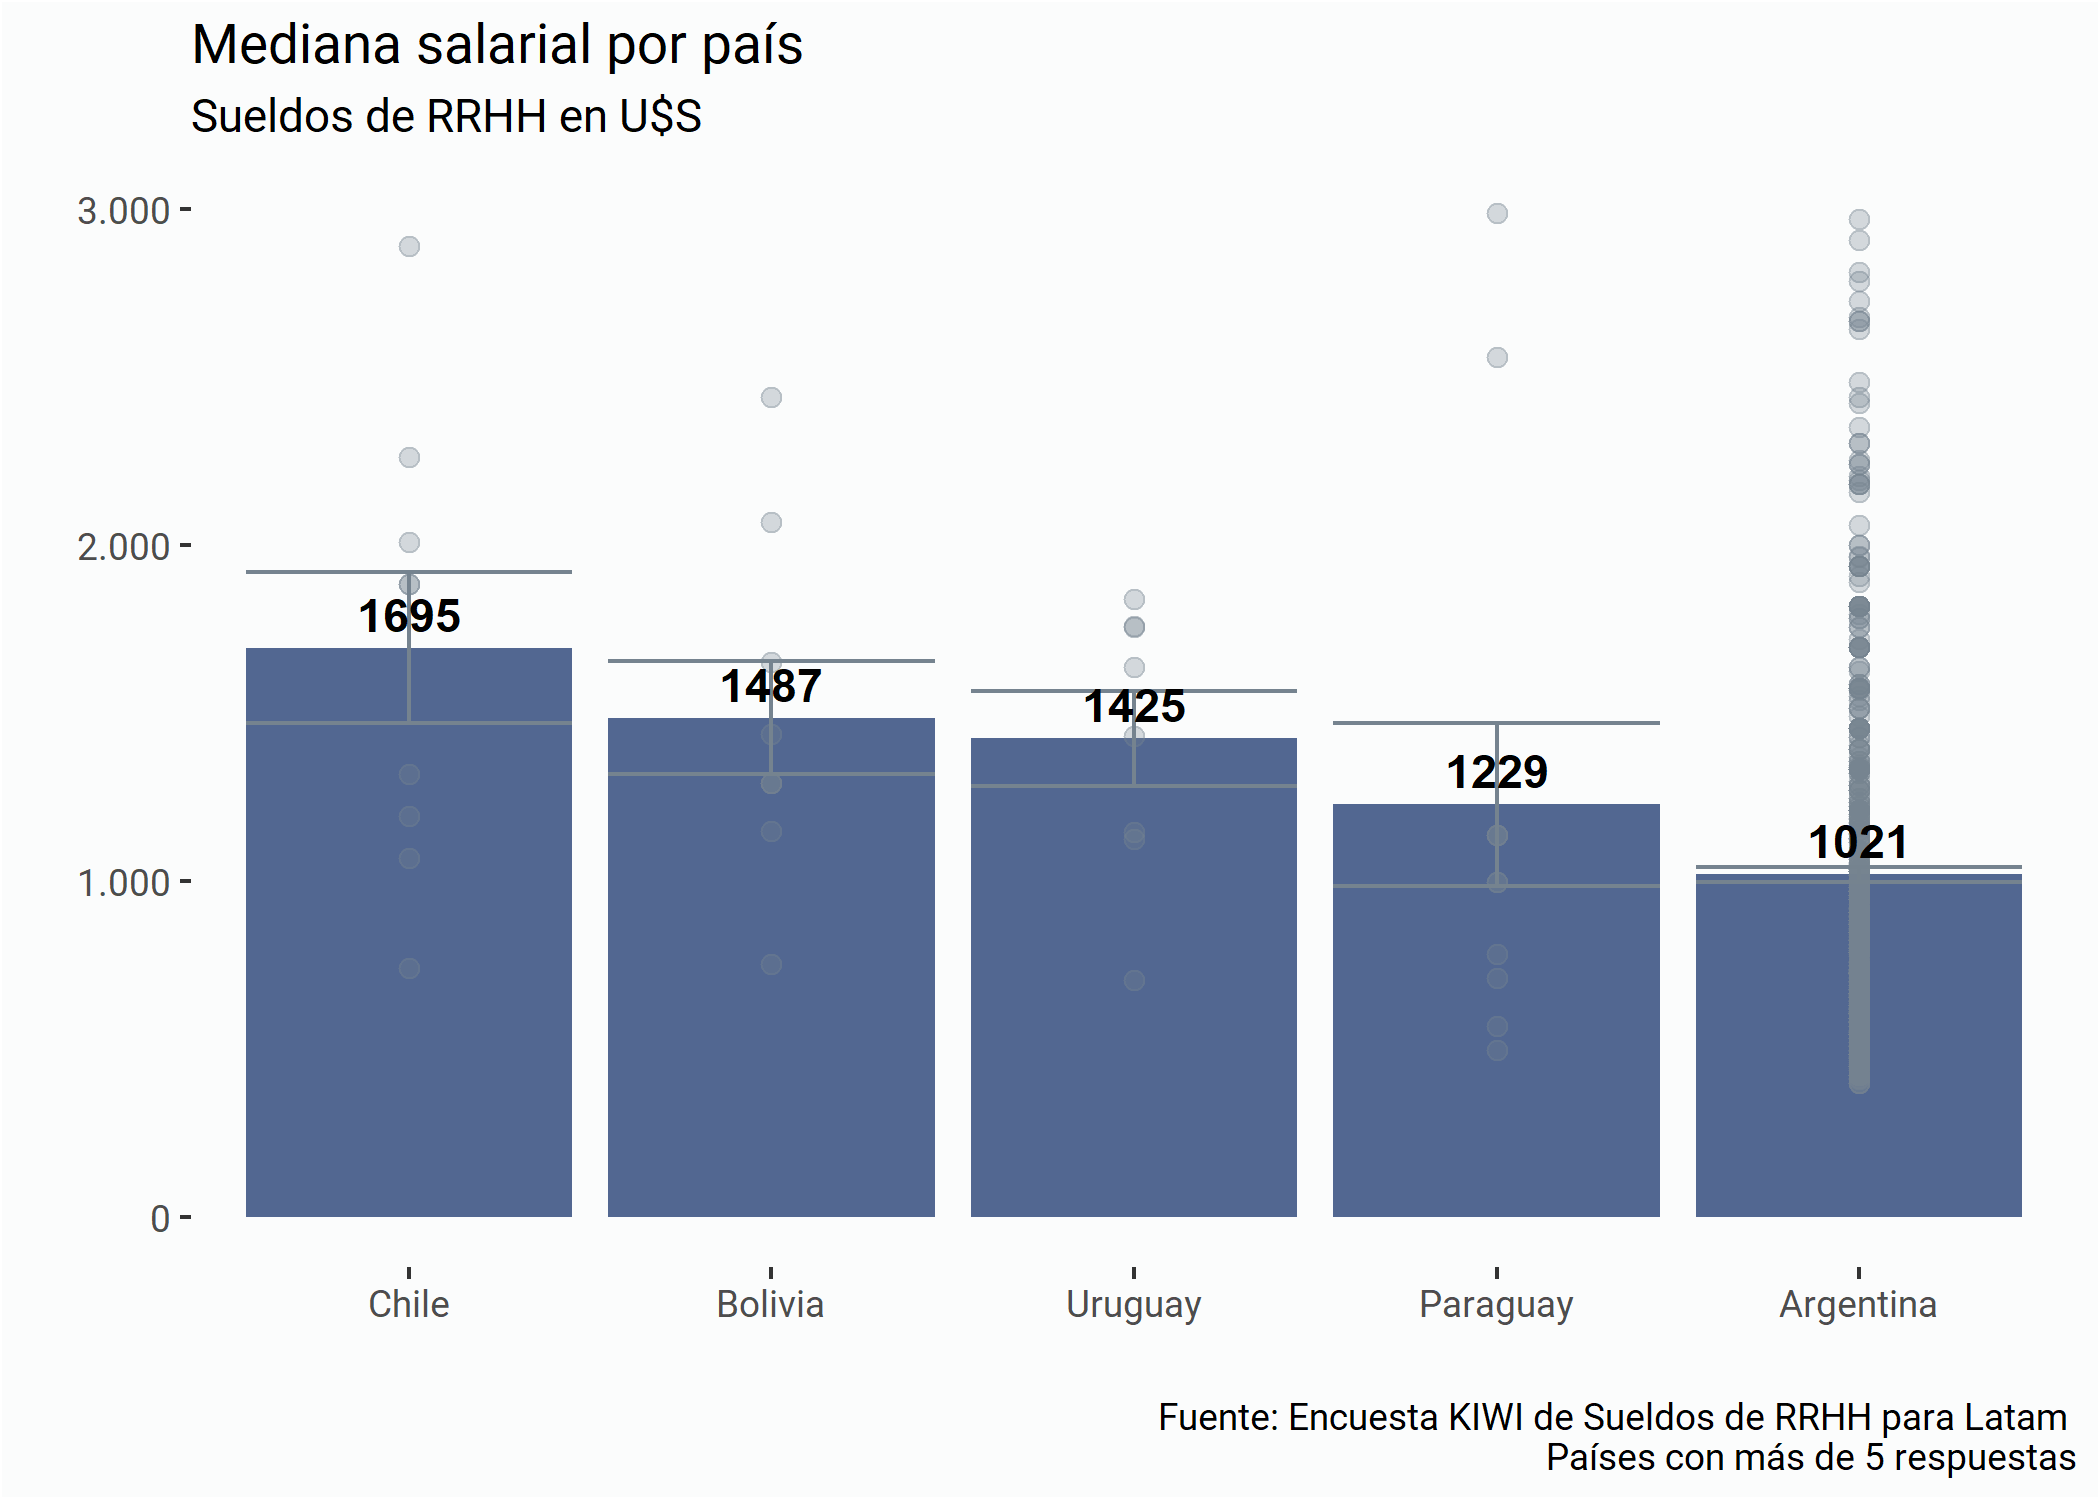 Mediana salarial por país
Sueldos de RRHH en U$S
3.000
2.000
1.000
0
1695
1487
1425
1229
1021
Chile
Bolivia
Uruguay
Paraguay
Argentina
Fuente: Encuesta KIWI de Sueldos de RRHH para Latam
Países con más de 5 respuestas